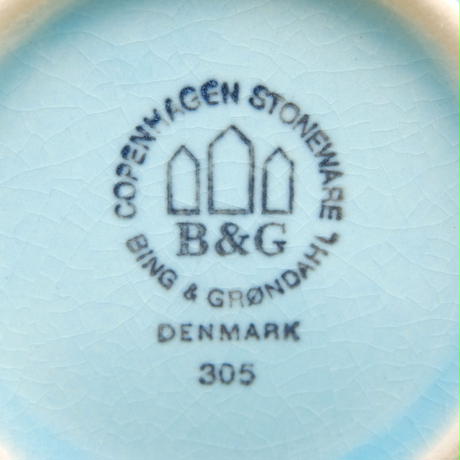 COPENHAGEN STONEWARE
B&G
BING & GRØNDAHL
DENMARK
305